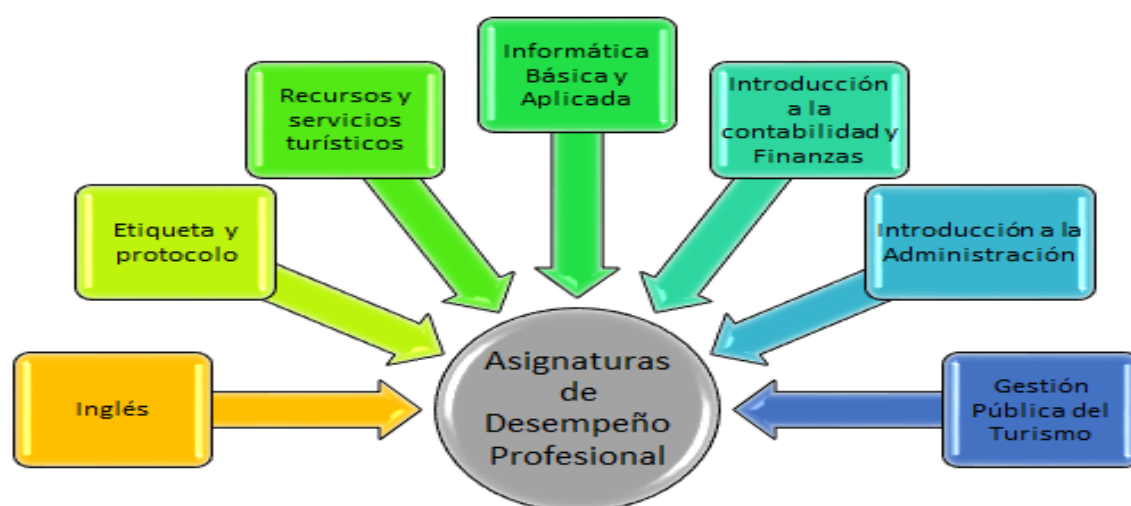 Informática
Básica y
Aplicada
Recursos y
servicios
turísticos
Introducción
a la
contabilidad y
Finanzas
Etiqueta y
protocolo
Introducción a la
Administración
Inglés
Asignaturas
de
Desempeño
Profesional
Gestión
Pública del
Turismo